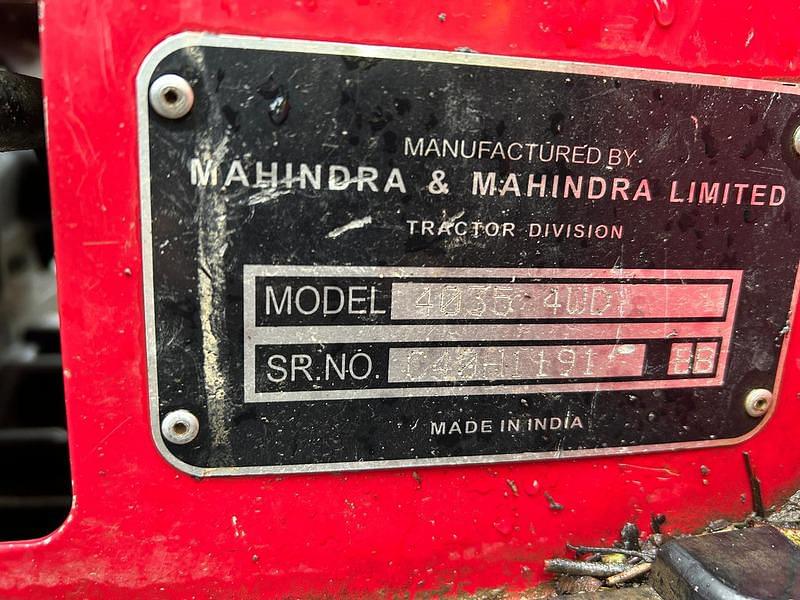 MANUFACTURED BY
MAHINDRA & MAHINDRA LIMITED
TRACTOR DIVISION
MODEL 4035 4WD
SR.NO.
MADE IN INDIA